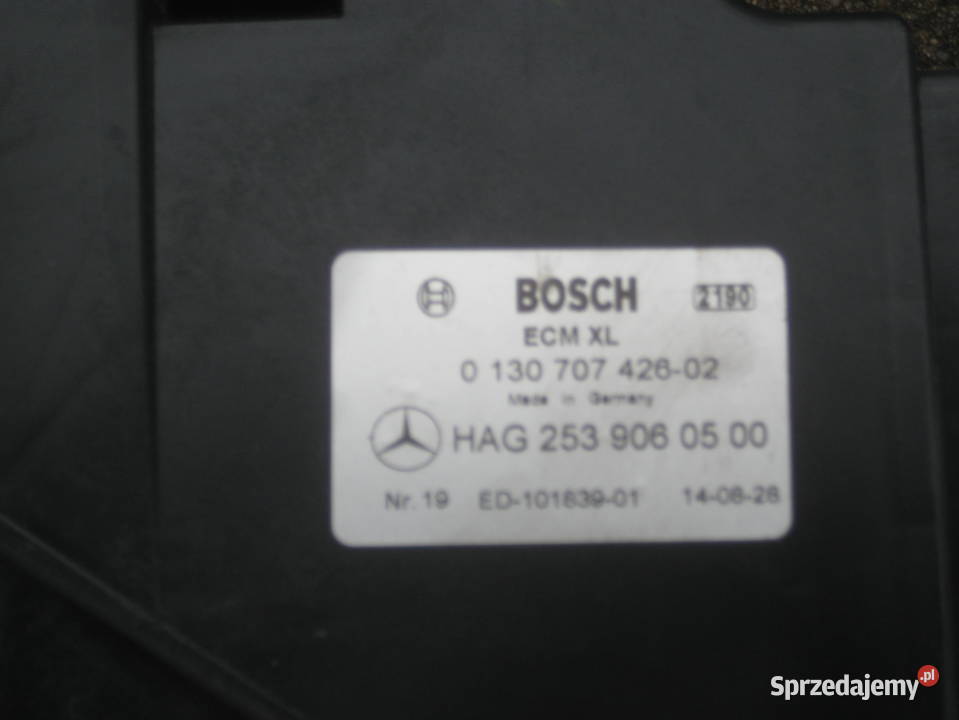 BOSCH 2190
ECM XL
0 130 707 426-02
Made in Germany
HAG 253 906 05 00
Nr. 19 ED-101639-01 14-08-28
Sprzedajemy.pl